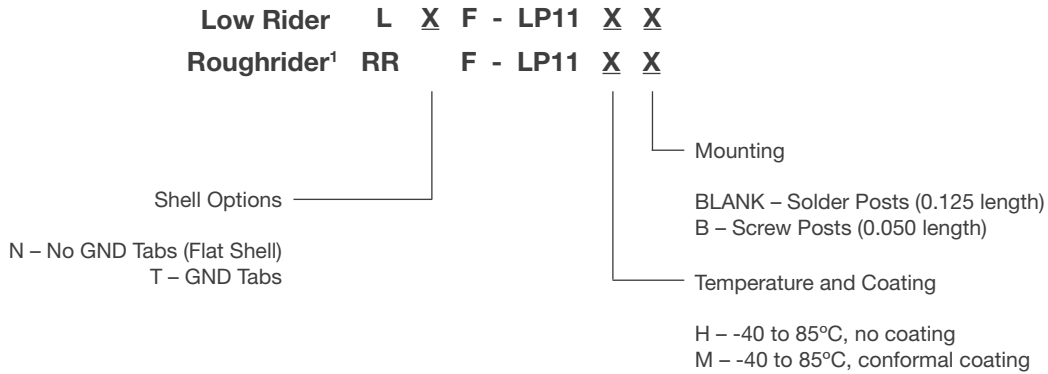 Low Rider L X F - LP11 X X
Roughrider¹ RR F - LP11 X X
Mounting
BLANK – Solder Posts (0.125 length)
B – Screw Posts (0.050 length)
Shell Options
N – No GND Tabs (Flat Shell)
T – GND Tabs
Temperature and Coating
H – -40 to 85ºC, no coating
M – -40 to 85ºC, conformal coating